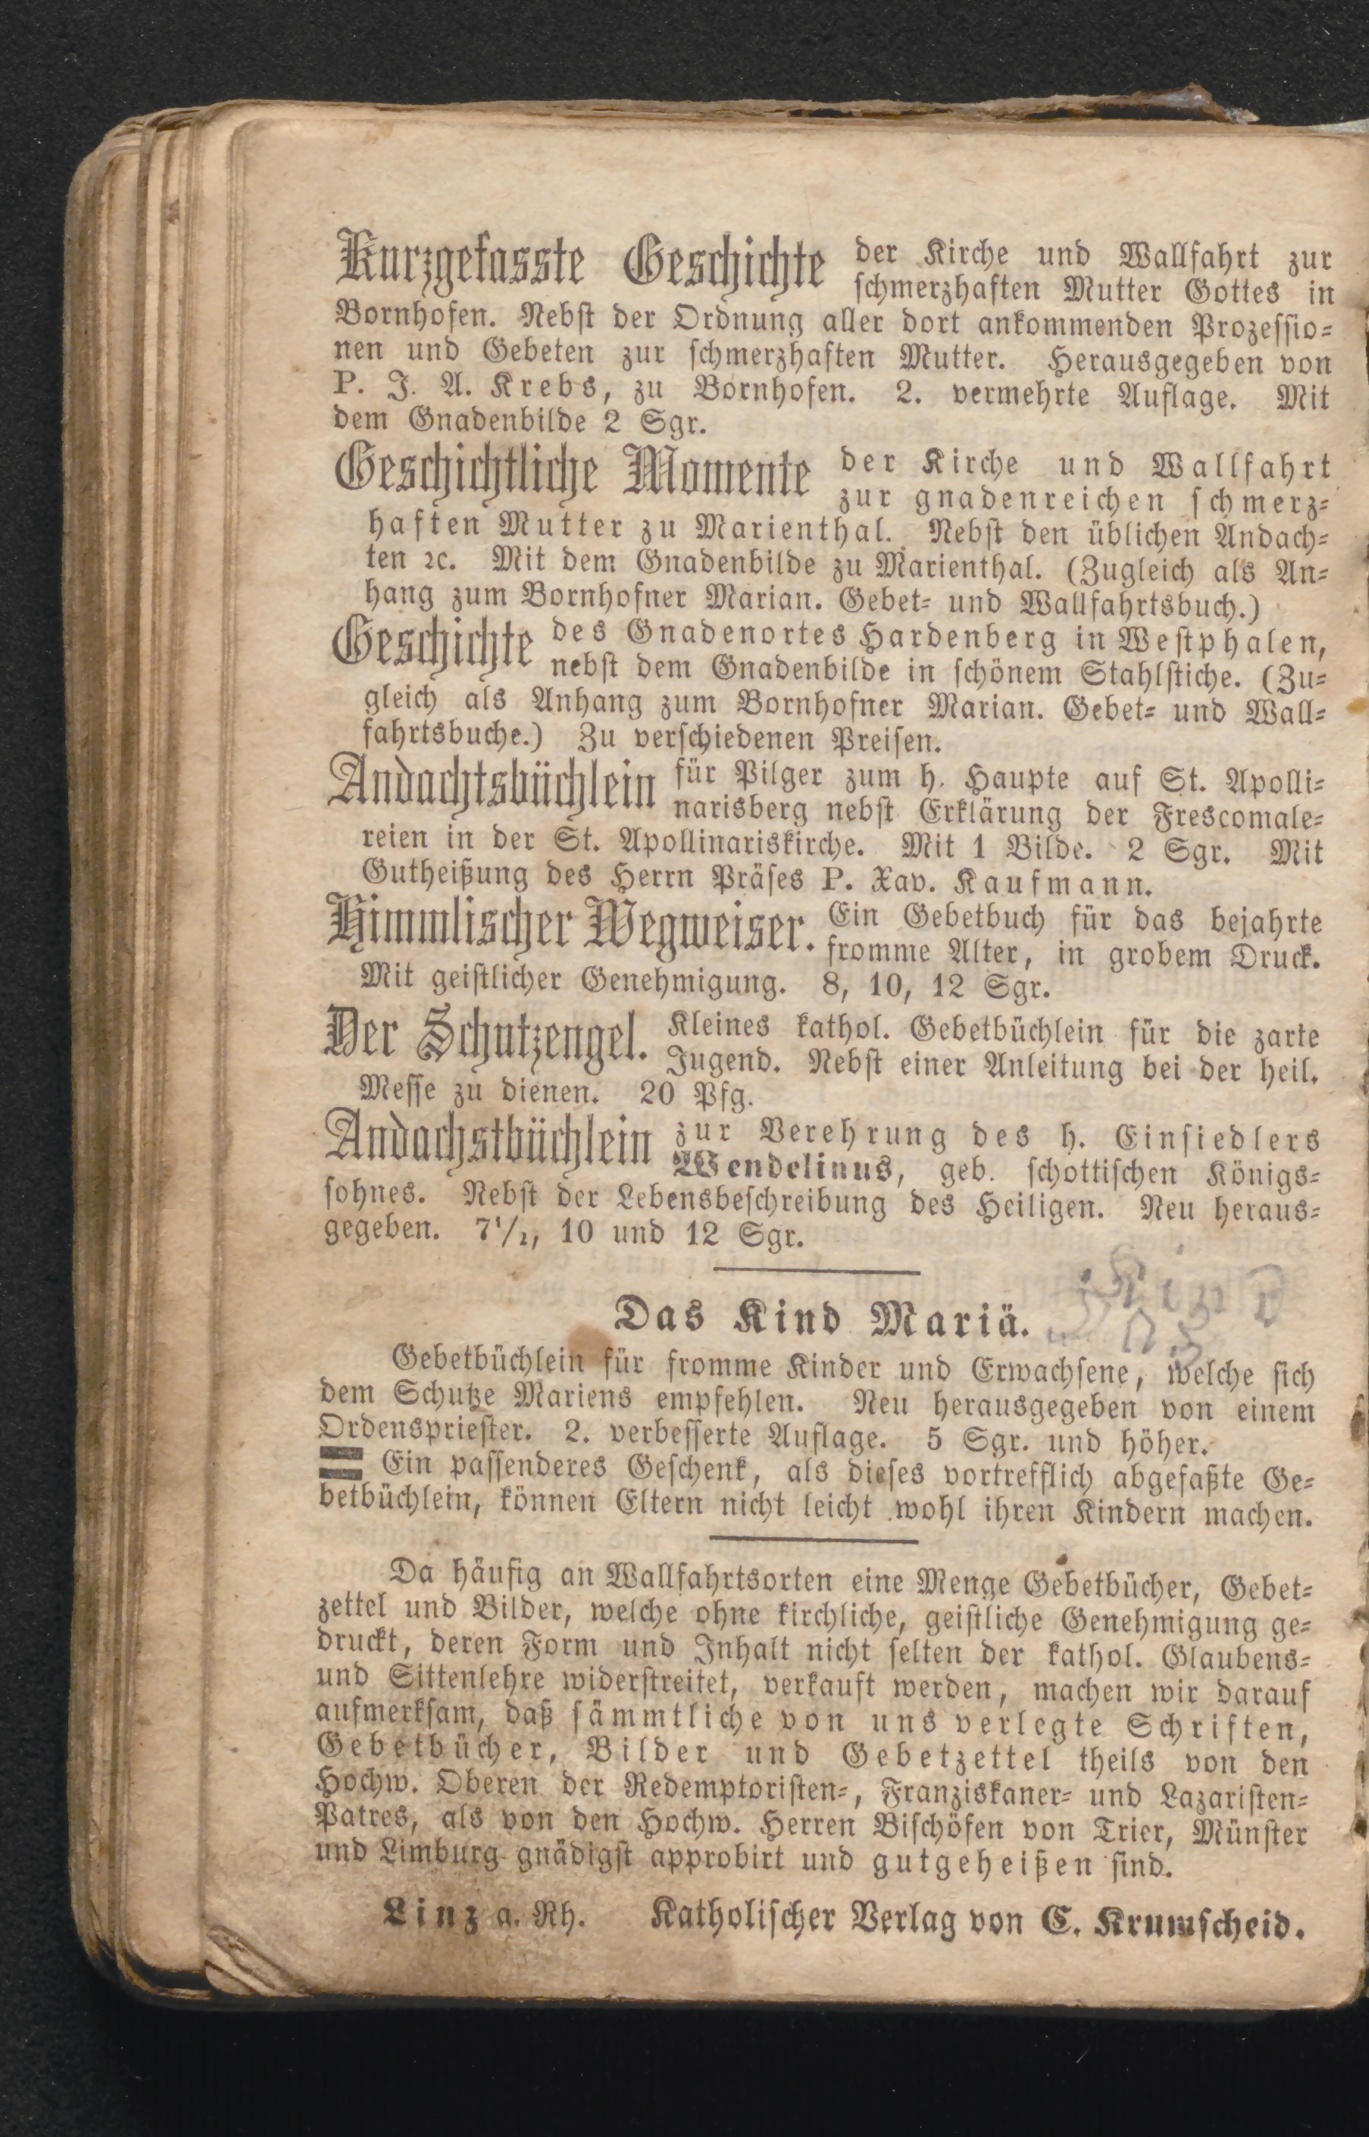 Kurzgefasste Geschichte der Kirche und Wallfahrt zur
schmerzhaften Mutter Gottes in
Bornhofen. Nebst der Ordnung aller dort ankommenden Prozessio-
nen und Gebeten zur schmerzhaften Mutter. Herausgegeben von
P. J. A. Krebs, zu Bornhofen. 2. vermehrte Auflage. Mit
dem Gnadenbilde 2 Sgr.
Geschichtliche Momente der Kirche und Wallfahrt
zur gnadenreichen schmerz-
haften Mutter zu Marienthal. Nebst den üblichen Andach-
ten ꝛc. Mit dem Gnadenbilde zu Marienthal. (Zugleich als An-
hang zum Bornhofner Marian. Gebet- und Wallfahrtsbuch.)
Geschichte des Gnadenortes Hardenberg in Westphalen,
nebst dem Gnadenbilde in schönem Stahlstiche. (Zu-
gleich als Anhang zum Bornhofner Marian. Gebet- und Wall-
fahrtsbuche.) Zu verschiedenen Preisen.
Andachtsbüchlein für Pilger zum h. Haupte auf St. Apolli-
narisberg nebst Erklärung der Frescomale-
reien in der St. Apollinariskirche. Mit 1 Bilde. 2 Sgr. Mit
Gutheißung des Herrn Präses P. Xav. Kaufmann.
Himmlischer Wegweiser. Ein Gebetbuch für das bejahrte
fromme Alter, in grobem Druck.
Mit geistlicher Genehmigung. 8, 10, 12 Sgr.
Der Schutzengel. Kleines kathol. Gebetbüchlein für die zarte
Jugend. Nebst einer Anleitung bei der heil.
Messe zu dienen. 20 Pfg.
Andachstbüchlein zur Verehrung des h. Einsiedlers
Wendelinus, geb. schottischen Königs-
sohnes. Nebst der Lebensbeschreibung des Heiligen. Neu heraus-
gegeben. 7½, 10 und 12 Sgr.
Das Kind Mariä.
Gebetbüchlein für fromme Kinder und Erwachsene, welche sich
dem Schutze Mariens empfehlen. Neu herausgegeben von einem
Ordenspriester. 2. verbesserte Auflage. 5 Sgr. und höher.
Ein passenderes Geschenk, als dieses vortrefflich abgefaßte Ge-
betbüchlein, können Eltern nicht leicht wohl ihren Kindern machen.
Da häufig an Wallfahrtsorten eine Menge Gebetbücher, Gebet-
zettel und Bilder, welche ohne kirchliche, geistliche Genehmigung ge-
druckt, deren Form und Inhalt nicht selten der kathol. Glaubens-
und Sittenlehre widerstreitet, verkauft werden, machen wir darauf
aufmerksam, daß sämmtliche von uns verlegte Schriften,
Gebetbücher, Bilder und Gebetzettel theils von den
Hochw. Oberen der Redemptoristen-, Franziskaner- und Lazaristen-
Patres, als von den Hochw. Herren Bischöfen von Trier, Münster
und Limburg gnädigst approbirt und gutgeheißen sind.
Linz a. Rh. Katholischer Verlag von C. Krumscheid.